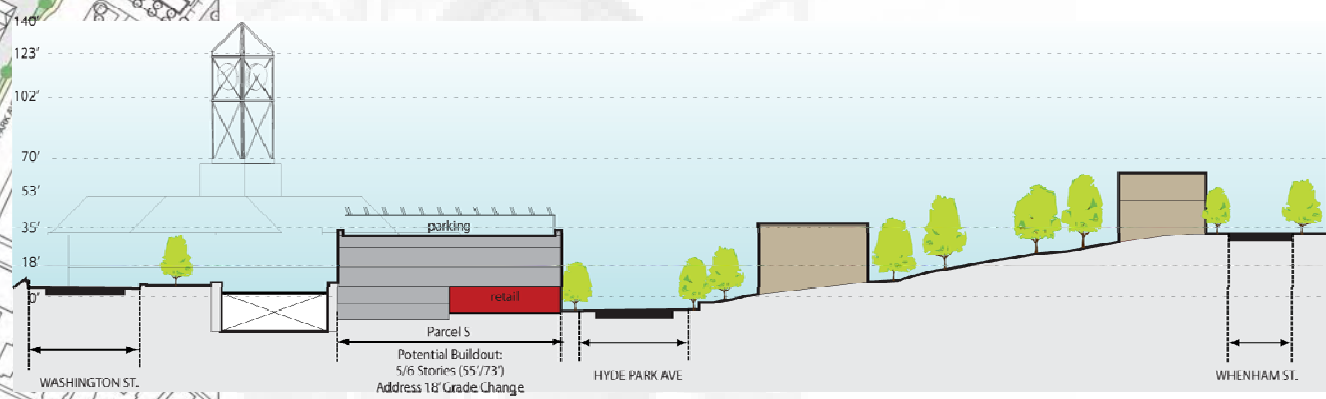 140'
123'
102'
70'
53'
35'
18'
0'
parking
retail
Parcel S
Potential Buildout:
5/6 Stories (55'/73')
Address 18' Grade Change
WASHINGTON ST.
HYDE PARK AVE
WHENHAM ST.